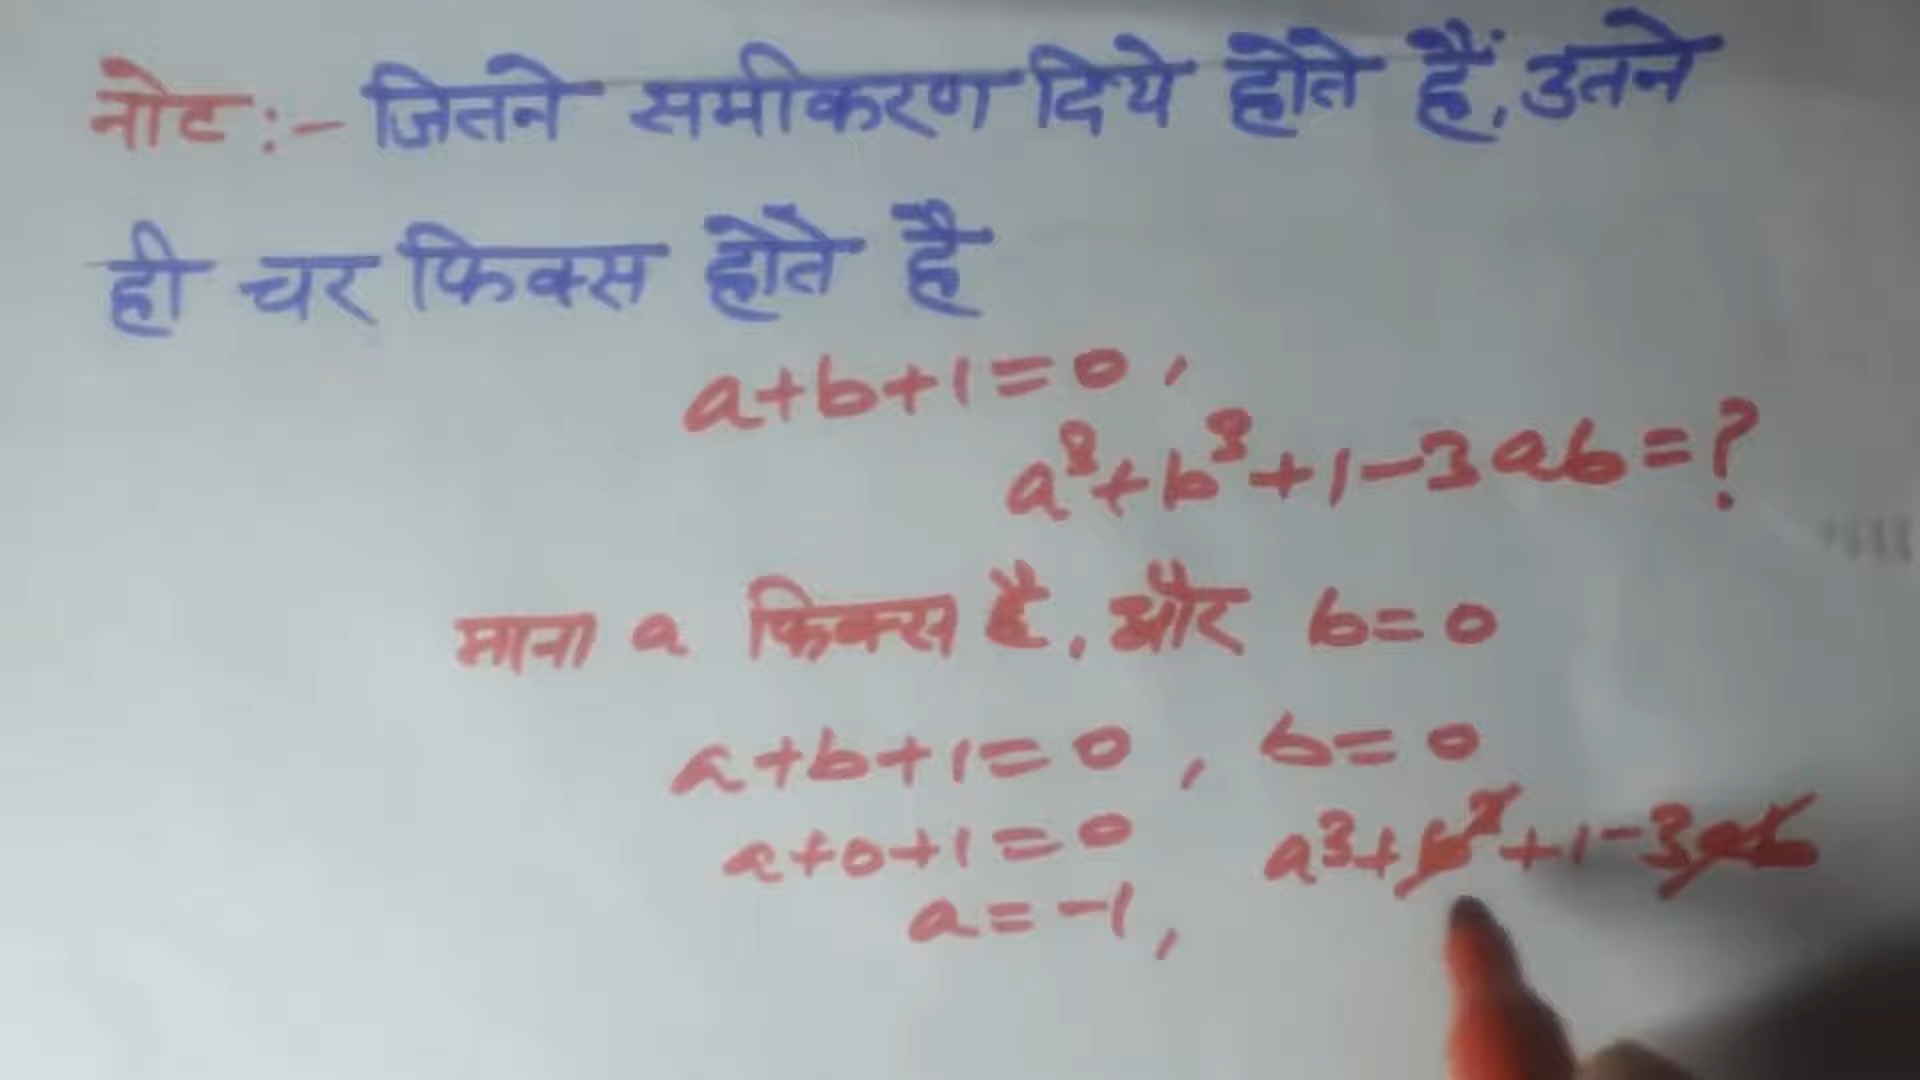 नोट :- जितने समीकरण दिये होते हैं, उतने
ही चर फिक्स होते है
a+b+1=0,
a³+b³+1-3ab=?
माना a फिक्स है, और b=0
a+b+1=0, b=0
a+0+1=0 a³+b³+1-3ab
a=-1,